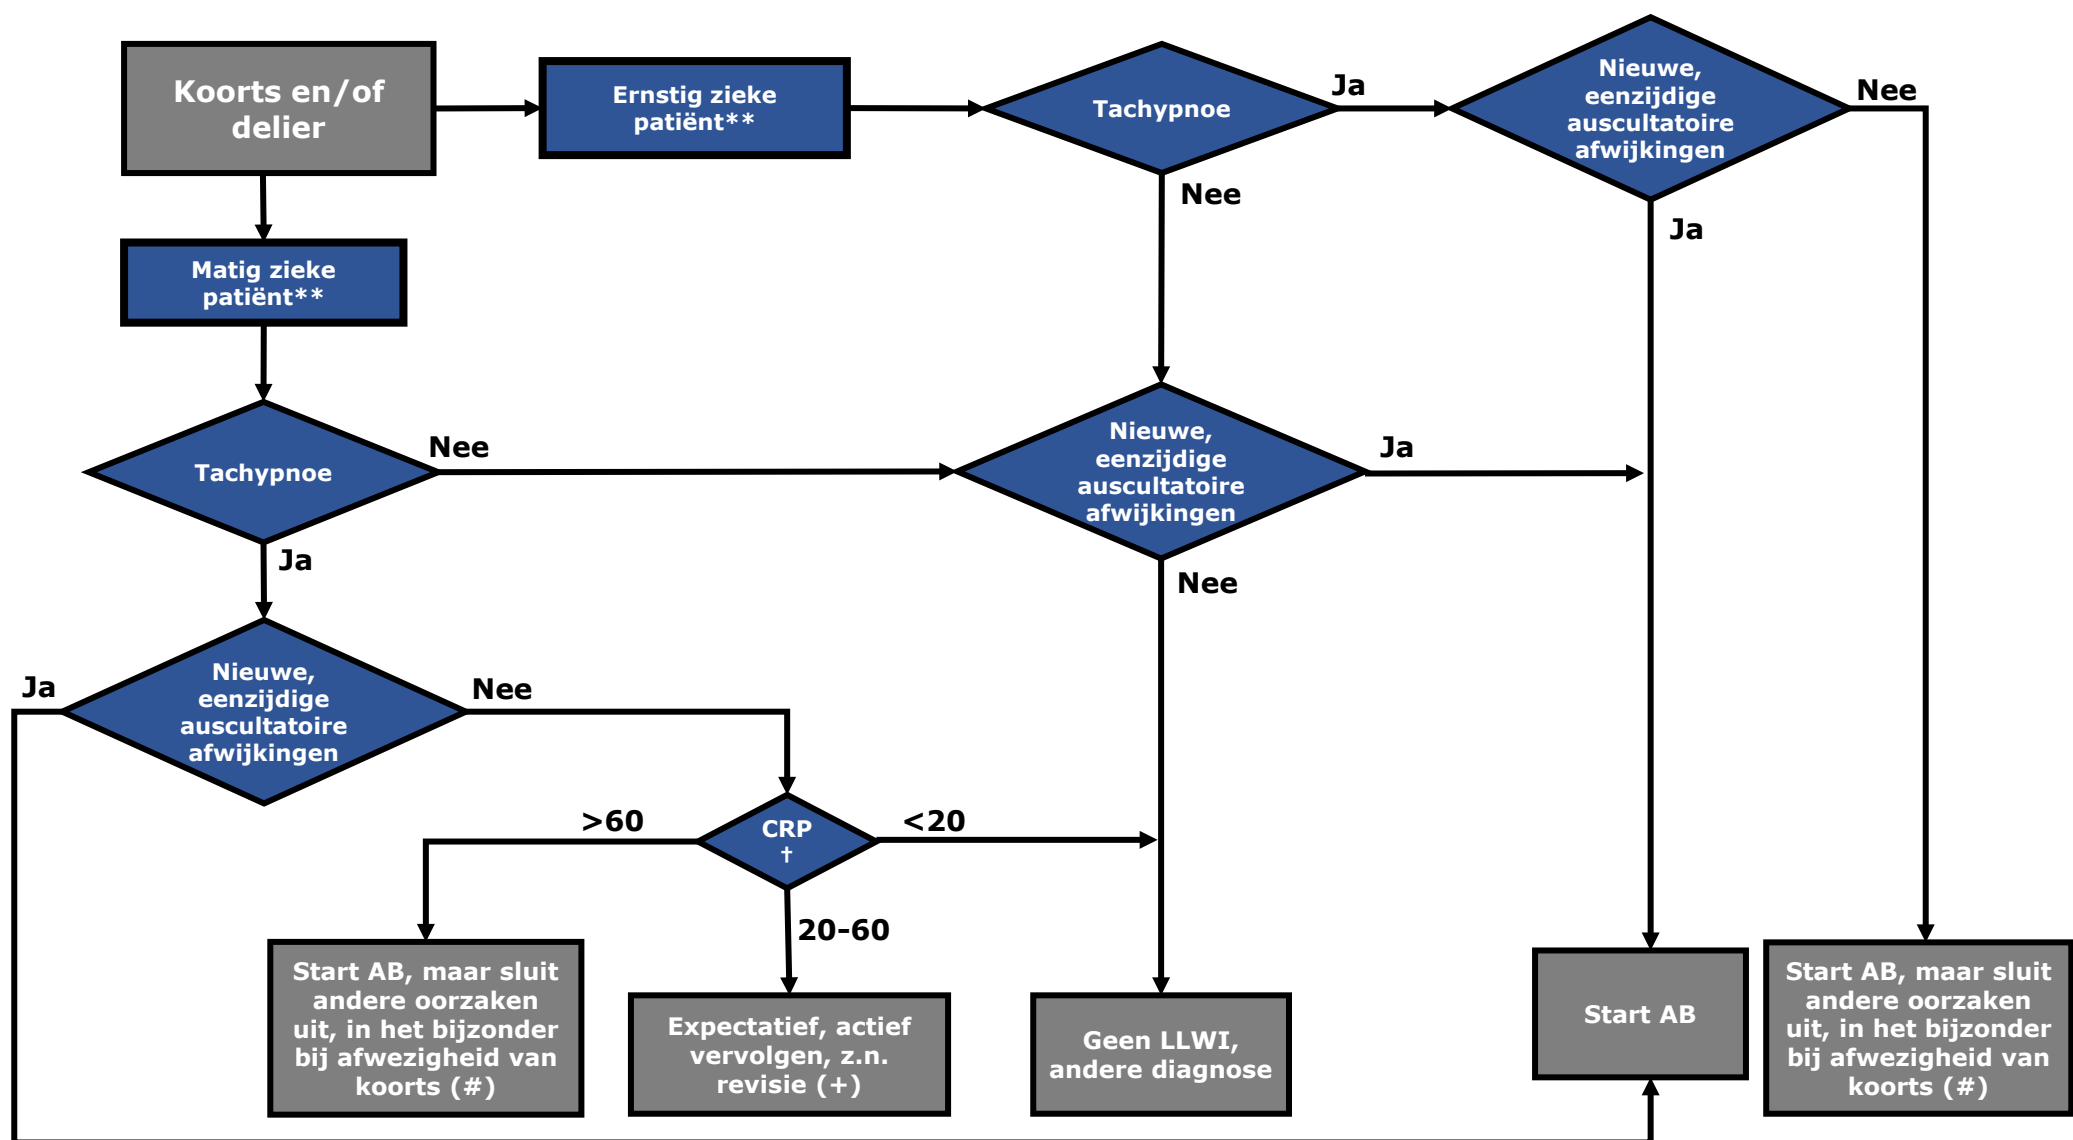 Koorts en/of
delier
Ernstig zieke
patiënt**
Tachypnoe
Ja
Nee
Nieuwe,
eenzijdige
auscultatoire
afwijkingen
Nee
Ja
Matig zieke
patiënt**
Tachypnoe
Nee
Ja
Nieuwe,
eenzijdige
auscultatoire
afwijkingen
Ja
Nee
Nieuwe,
eenzijdige
auscultatoire
afwijkingen
Ja
Nee
CRP
†
>60
<20
20-60
Start AB, maar sluit
andere oorzaken
uit, in het bijzonder
bij afwezigheid van
koorts (#)
Expectatief, actief
vervolgen, z.n.
revisie (+)
Geen LLWI,
andere diagnose
Start AB
Start AB, maar sluit
andere oorzaken
uit, in het bijzonder
bij afwezigheid van
koorts (#)